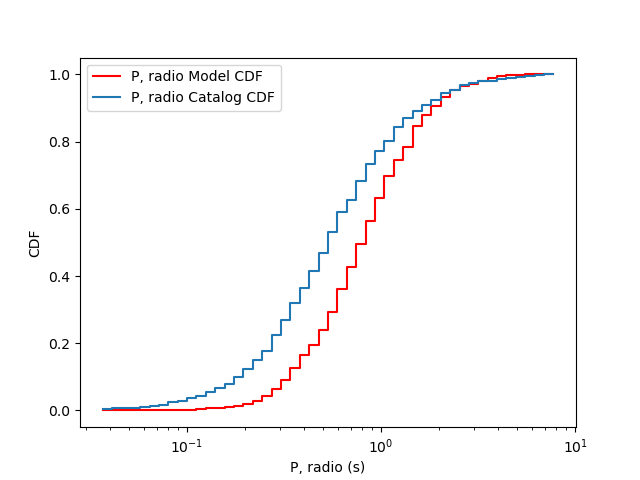 P, radio Model CDF
P, radio Catalog CDF
1.0
0.8
0.6
0.4
0.2
0.0
CDF
10⁻¹
10⁰
10¹
P, radio (s)